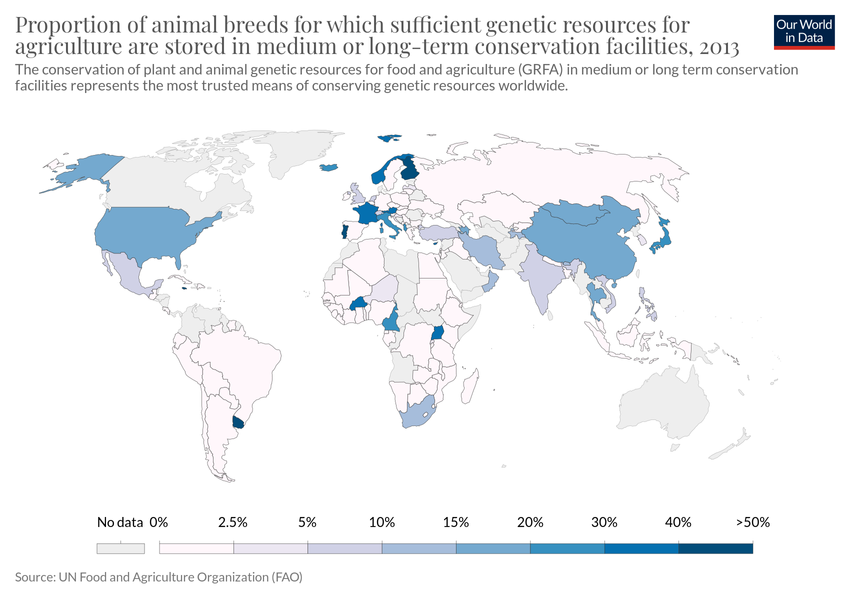 Proportion of animal breeds for which sufficient genetic resources for
agriculture are stored in medium or long-term conservation facilities, 2013
Our World
in Data
The conservation of plant and animal genetic resources for food and agriculture (GRFA) in medium or long term conservation
facilities represents the most trusted means of conserving genetic resources worldwide.
No data 0% 2.5% 5% 10% 15% 20% 30% 40% >50%
Source: UN Food and Agriculture Organization (FAO)